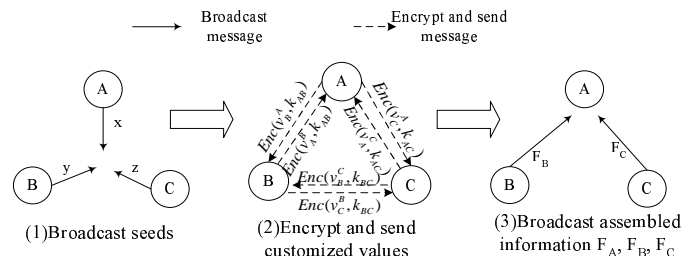 Broadcast
message
Encrypt and send
message
A
x
y
z
B
C
(1)Broadcast seeds
A
Enc(v_B^A, k_AB)
Enc(v_A^B, k_AB)
Enc(v_C^A, k_AC)
Enc(v_A^C, k_AC)
B
C
Enc(v_B^C, k_BC)
Enc(v_C^B, k_BC)
(2)Encrypt and send
customized values
A
F_B
F_C
B
C
(3)Broadcast assembled
information F_A, F_B, F_C